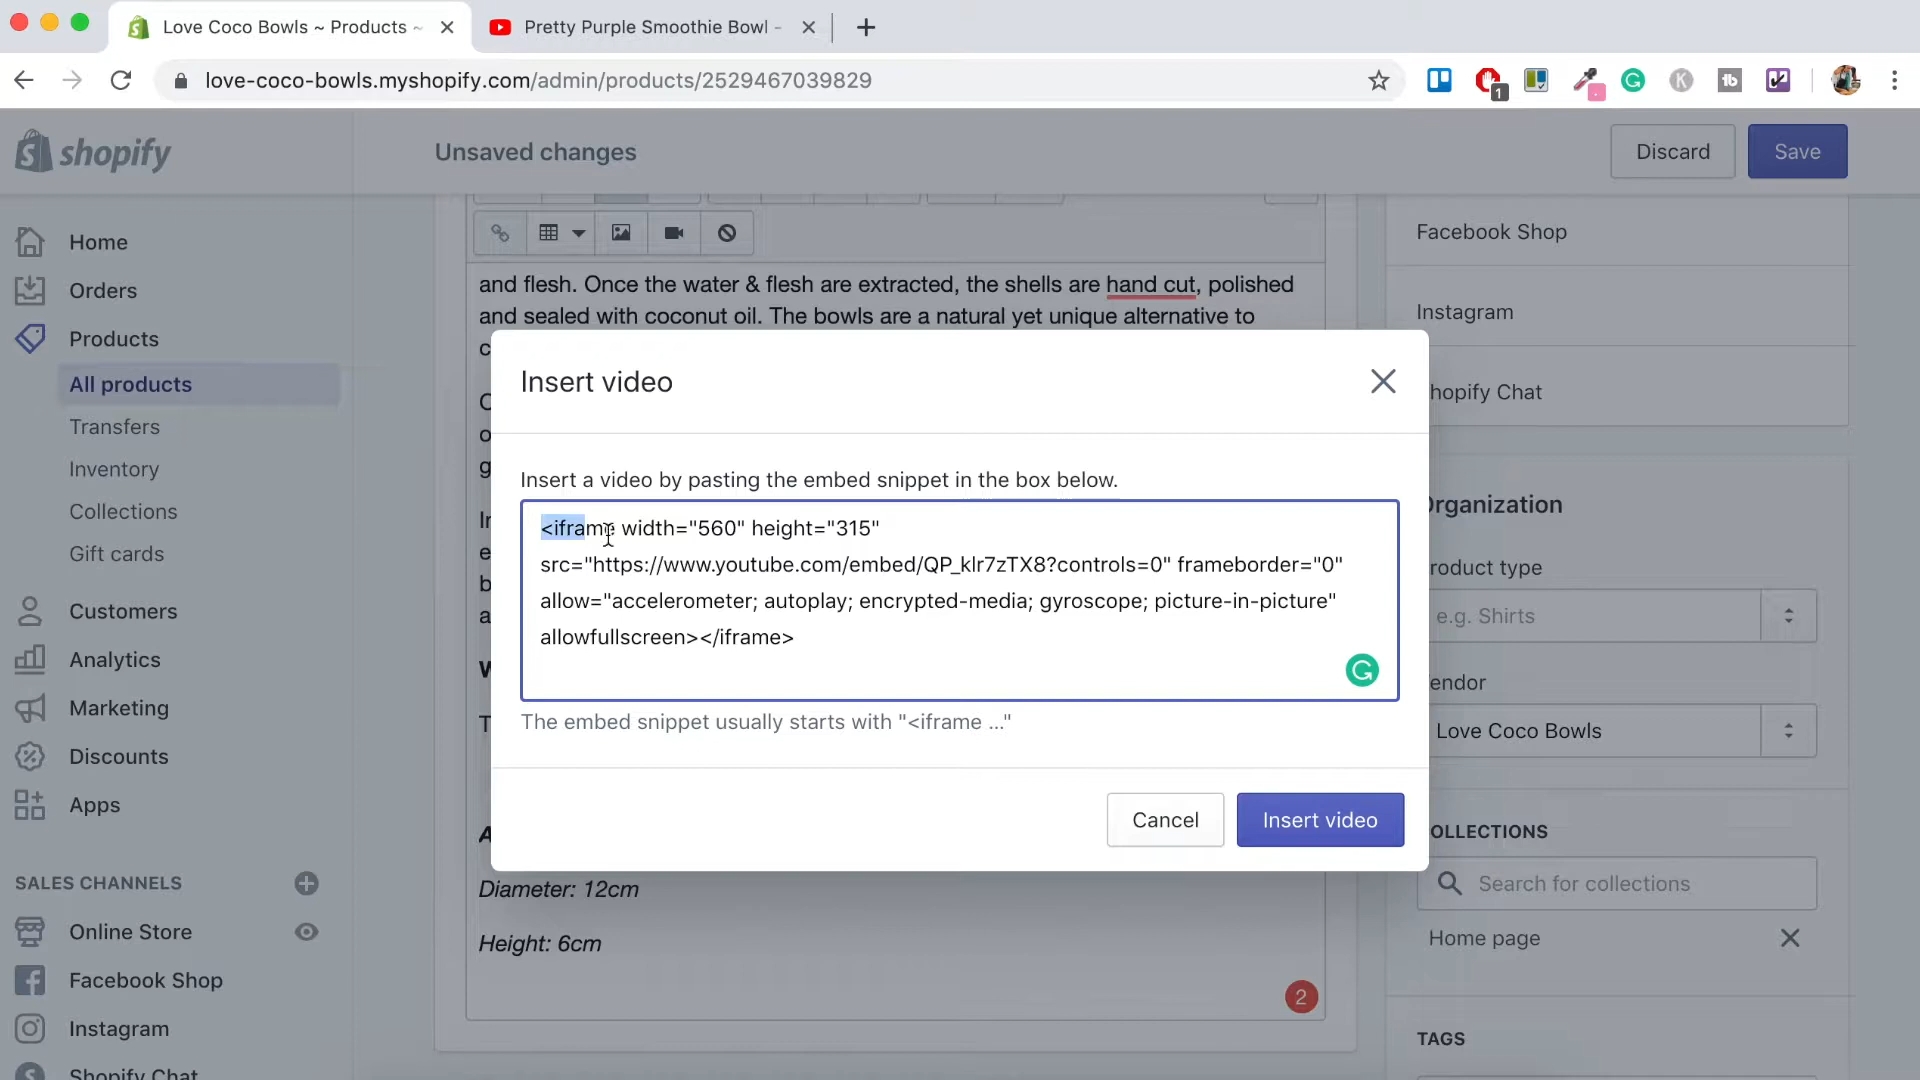 Love Coco Bowls ~ Products ~
Pretty Purple Smoothie Bowl -
love-coco-bowls.myshopify.com/admin/products/2529467039829
1
K
tb
shopify
Unsaved changes
Discard
Save
Home
Orders
Products
All products
Transfers
Inventory
Collections
Gift cards
Customers
Analytics
Marketing
Discounts
Apps
SALES CHANNELS
Online Store
Facebook Shop
Instagram
Shopify Chat
and flesh. Once the water & flesh are extracted, the shells are hand cut, polished
and sealed with coconut oil. The bowls are a natural yet unique alternative to
Insert video
Insert a video by pasting the embed snippet in the box below.
<iframe width="560" height="315"
src="https://www.youtube.com/embed/QP_klr7zTX8?controls=0" frameborder="0"
allow="accelerometer; autoplay; encrypted-media; gyroscope; picture-in-picture"
allowfullscreen></iframe>
The embed snippet usually starts with "<iframe ..."
Cancel
Insert video
Diameter: 12cm
Height: 6cm
2
Facebook Shop
Instagram
hopify Chat
Organization
roduct type
e.g. Shirts
endor
Love Coco Bowls
OLLECTIONS
Search for collections
Home page
TAGS